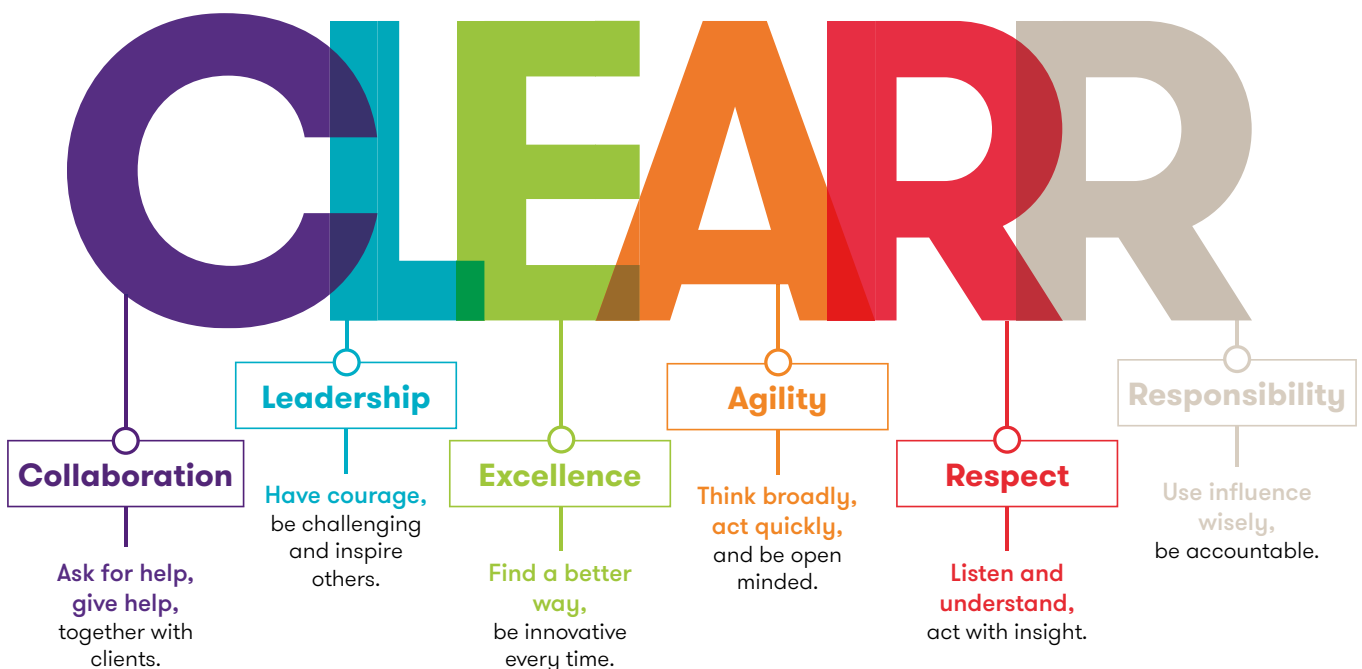 CLEARR
Collaboration
Ask for help,
give help,
together with
clients.
Leadership
Have courage,
be challenging
and inspire
others.
Excellence
Find a better
way,
be innovative
every time.
Agility
Think broadly,
act quickly,
and be open
minded.
Respect
Listen and
understand,
act with insight.
Responsibility
Use influence
wisely,
be accountable.